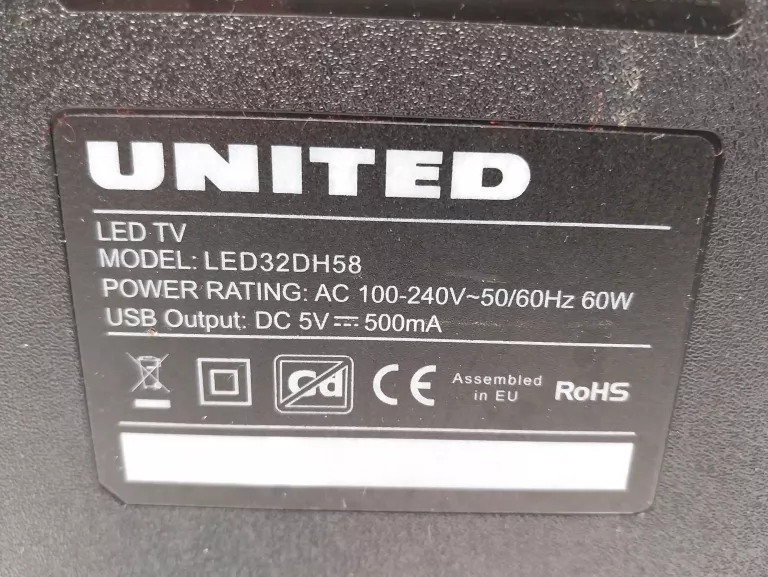 UNITED
LED TV
MODEL: LED32DH58
POWER RATING: AC 100-240V~50/60Hz 60W
USB Output: DC 5V ⎓ 500mA
Cd CE Assembled in EU RoHS